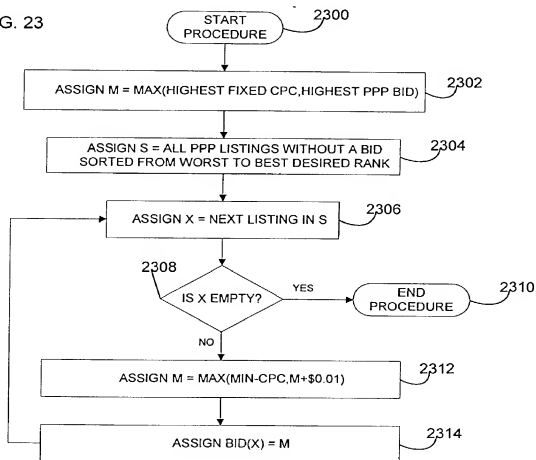 G. 23
START
PROCEDURE
2300
ASSIGN M = MAX(HIGHEST FIXED CPC,HIGHEST PPP BID)
2302
ASSIGN S = ALL PPP LISTINGS WITHOUT A BID
SORTED FROM WORST TO BEST DESIRED RANK
2304
ASSIGN X = NEXT LISTING IN S
2306
2308
IS X EMPTY?
YES
END
PROCEDURE
2310
NO
ASSIGN M = MAX(MIN-CPC,M+$0.01)
2312
ASSIGN BID(X) = M
2314